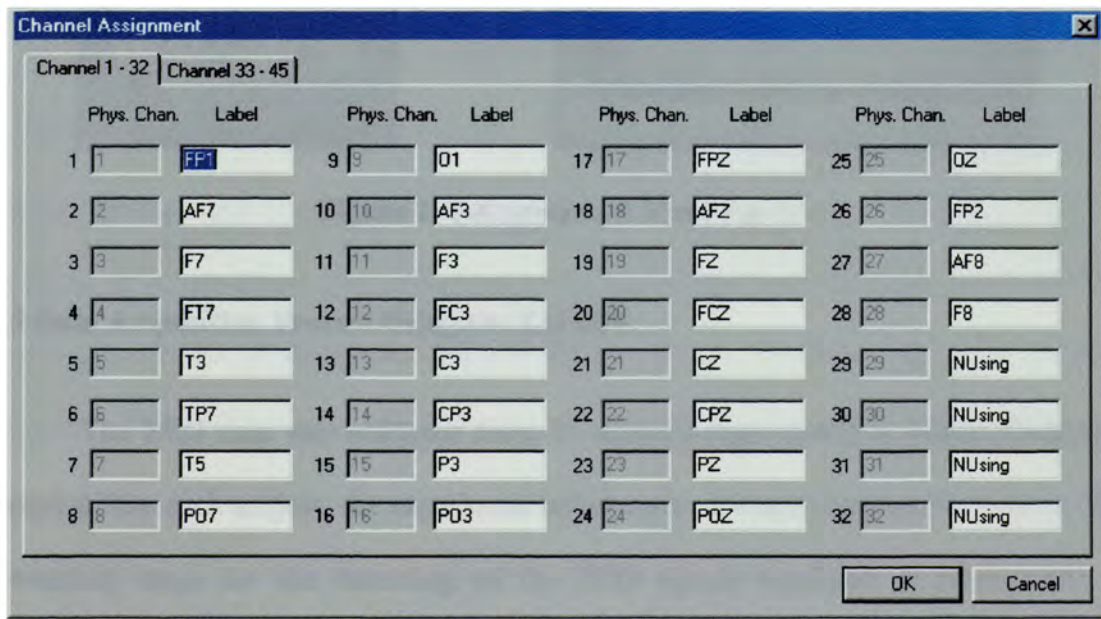 Channel Assignment
Channel 1 - 32 Channel 33 - 45
Phys. Chan. Label Phys. Chan. Label Phys. Chan. Label Phys. Chan. Label
1 1 FP1 9 9 O1 17 17 FPZ 25 25 OZ
2 2 AF7 10 10 AF3 18 18 AFZ 26 26 FP2
3 3 F7 11 11 F3 19 19 FZ 27 27 AF8
4 4 FT7 12 12 FC3 20 20 FCZ 28 28 F8
5 5 T3 13 13 C3 21 21 CZ 29 29 NUsing
6 6 TP7 14 14 CP3 22 22 CPZ 30 30 NUsing
7 7 T5 15 15 P3 23 23 PZ 31 31 NUsing
8 8 PO7 16 16 PO3 24 24 POZ 32 32 NUsing
OK Cancel